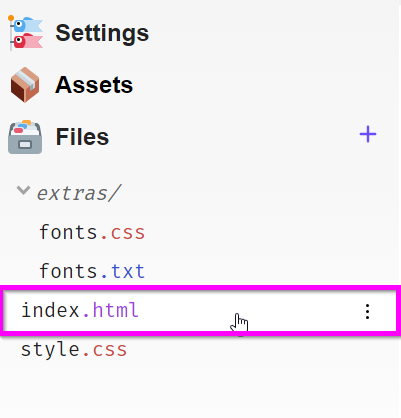 Settings
Assets
Files
extras/
fonts.css
fonts.txt
index.html
style.css